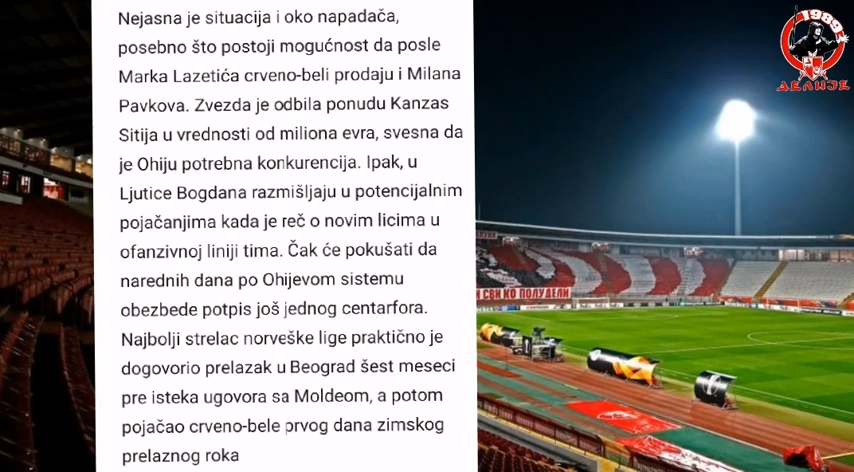 Nejasna je situacija i oko napadača,
posebno što postoji mogućnost da posle
Marka Lazetića crveno-beli prodaju i Milana
Pavkova. Zvezda je odbila ponudu Kanzas
Sitija u vrednosti od miliona evra, svesna da
je Ohiju potrebna konkurencija. Ipak, u
Ljutice Bogdana razmišljaju u potencijalnim
pojačanjima kada je reč o novim licima u
ofanzivnoj liniji tima. Čak će pokušati da
narednih dana po Ohijevom sistemu
obezbede potpis još jednog centarfora.
Najbolji strelac norveške lige praktično je
dogovorio prelazak u Beograd šest meseci
pre isteka ugovora sa Moldeom, a potom
pojačao crveno-bele prvog dana zimskog
prelaznog roka
1989
ДЕЛИЈЕ
И СВИ КО ПОЛУДЕЛИ